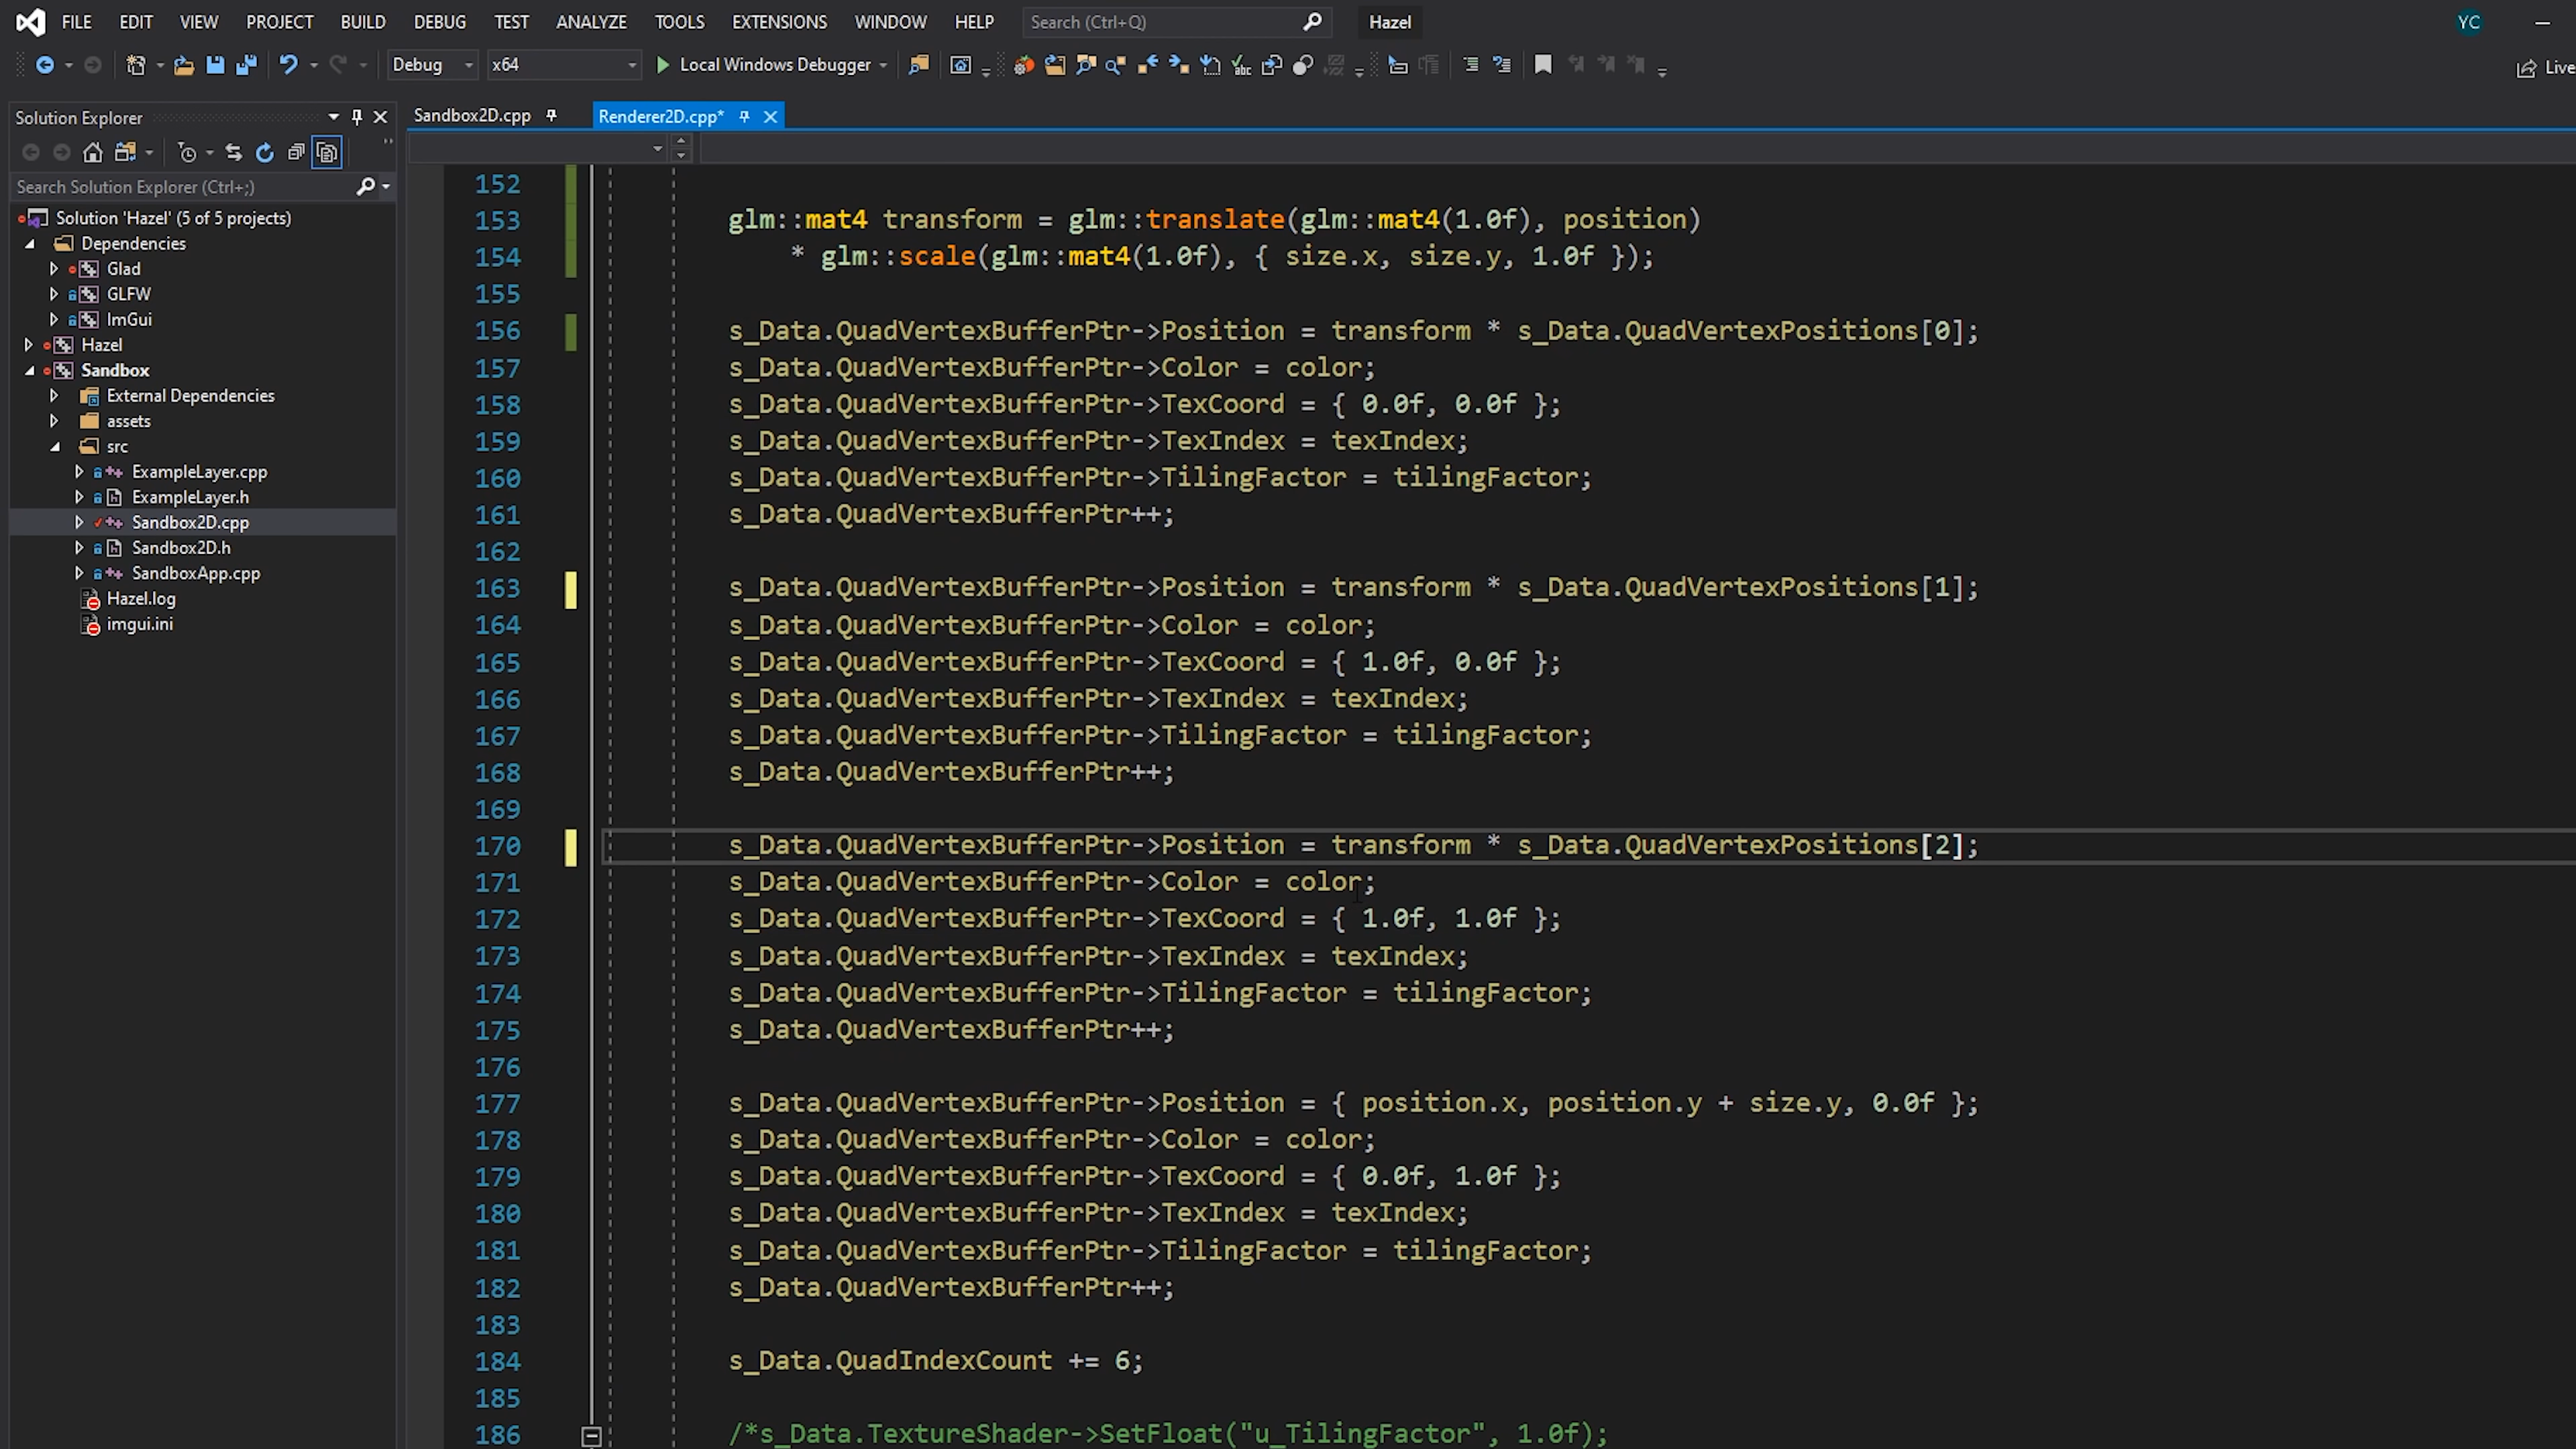 FILE EDIT VIEW PROJECT BUILD DEBUG TEST ANALYZE TOOLS EXTENSIONS WINDOW HELP Search (Ctrl+Q) Hazel YC
Debug x64 Local Windows Debugger Live
Solution Explorer
Sandbox2D.cpp Renderer2D.cpp*
Search Solution Explorer (Ctrl+;)
Solution 'Hazel' (5 of 5 projects)
Dependencies
Glad
GLFW
ImGui
Hazel
Sandbox
External Dependencies
assets
src
ExampleLayer.cpp
ExampleLayer.h
Sandbox2D.cpp
Sandbox2D.h
SandboxApp.cpp
Hazel.log
imgui.ini
152
153 glm::mat4 transform = glm::translate(glm::mat4(1.0f), position)
154 * glm::scale(glm::mat4(1.0f), { size.x, size.y, 1.0f });
155
156 s_Data.QuadVertexBufferPtr->Position = transform * s_Data.QuadVertexPositions[0];
157 s_Data.QuadVertexBufferPtr->Color = color;
158 s_Data.QuadVertexBufferPtr->TexCoord = { 0.0f, 0.0f };
159 s_Data.QuadVertexBufferPtr->TexIndex = texIndex;
160 s_Data.QuadVertexBufferPtr->TilingFactor = tilingFactor;
161 s_Data.QuadVertexBufferPtr++;
162
163 s_Data.QuadVertexBufferPtr->Position = transform * s_Data.QuadVertexPositions[1];
164 s_Data.QuadVertexBufferPtr->Color = color;
165 s_Data.QuadVertexBufferPtr->TexCoord = { 1.0f, 0.0f };
166 s_Data.QuadVertexBufferPtr->TexIndex = texIndex;
167 s_Data.QuadVertexBufferPtr->TilingFactor = tilingFactor;
168 s_Data.QuadVertexBufferPtr++;
169
170 s_Data.QuadVertexBufferPtr->Position = transform * s_Data.QuadVertexPositions[2];
171 s_Data.QuadVertexBufferPtr->Color = color;
172 s_Data.QuadVertexBufferPtr->TexCoord = { 1.0f, 1.0f };
173 s_Data.QuadVertexBufferPtr->TexIndex = texIndex;
174 s_Data.QuadVertexBufferPtr->TilingFactor = tilingFactor;
175 s_Data.QuadVertexBufferPtr++;
176
177 s_Data.QuadVertexBufferPtr->Position = { position.x, position.y + size.y, 0.0f };
178 s_Data.QuadVertexBufferPtr->Color = color;
179 s_Data.QuadVertexBufferPtr->TexCoord = { 0.0f, 1.0f };
180 s_Data.QuadVertexBufferPtr->TexIndex = texIndex;
181 s_Data.QuadVertexBufferPtr->TilingFactor = tilingFactor;
182 s_Data.QuadVertexBufferPtr++;
183
184 s_Data.QuadIndexCount += 6;
185
186 /*s_Data.TextureShader->SetFloat("u_TilingFactor", 1.0f);